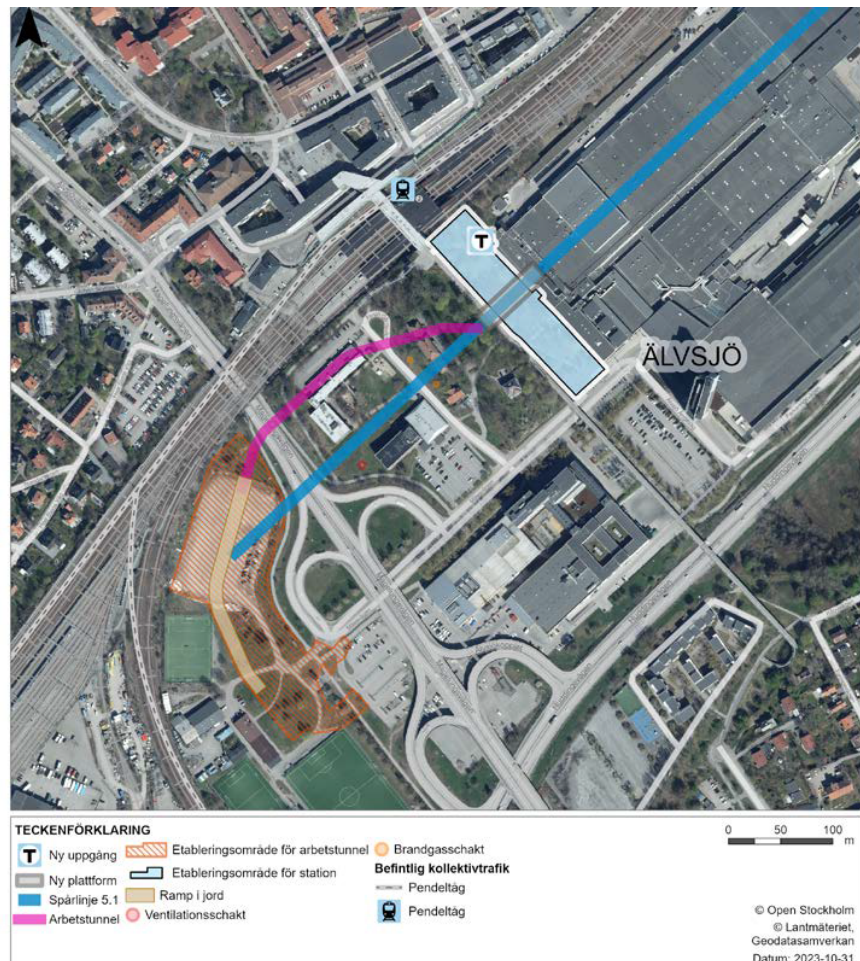 T
ÄLVSJÖ
TECKENFÖRKLARING
T Ny uppgång
Ny plattform
Spårlinje 5.1
Arbetstunnel
Etableringsområde för arbetstunnel
Etableringsområde för station
Ramp i jord
Ventilationsschakt
Brandgasschakt
Befintlig kollektivtrafik
Pendeltåg
Pendeltåg
0 50 100
m
© Open Stockholm
© Lantmäteriet,
Geodatasamverkan
Datum: 2023-10-31